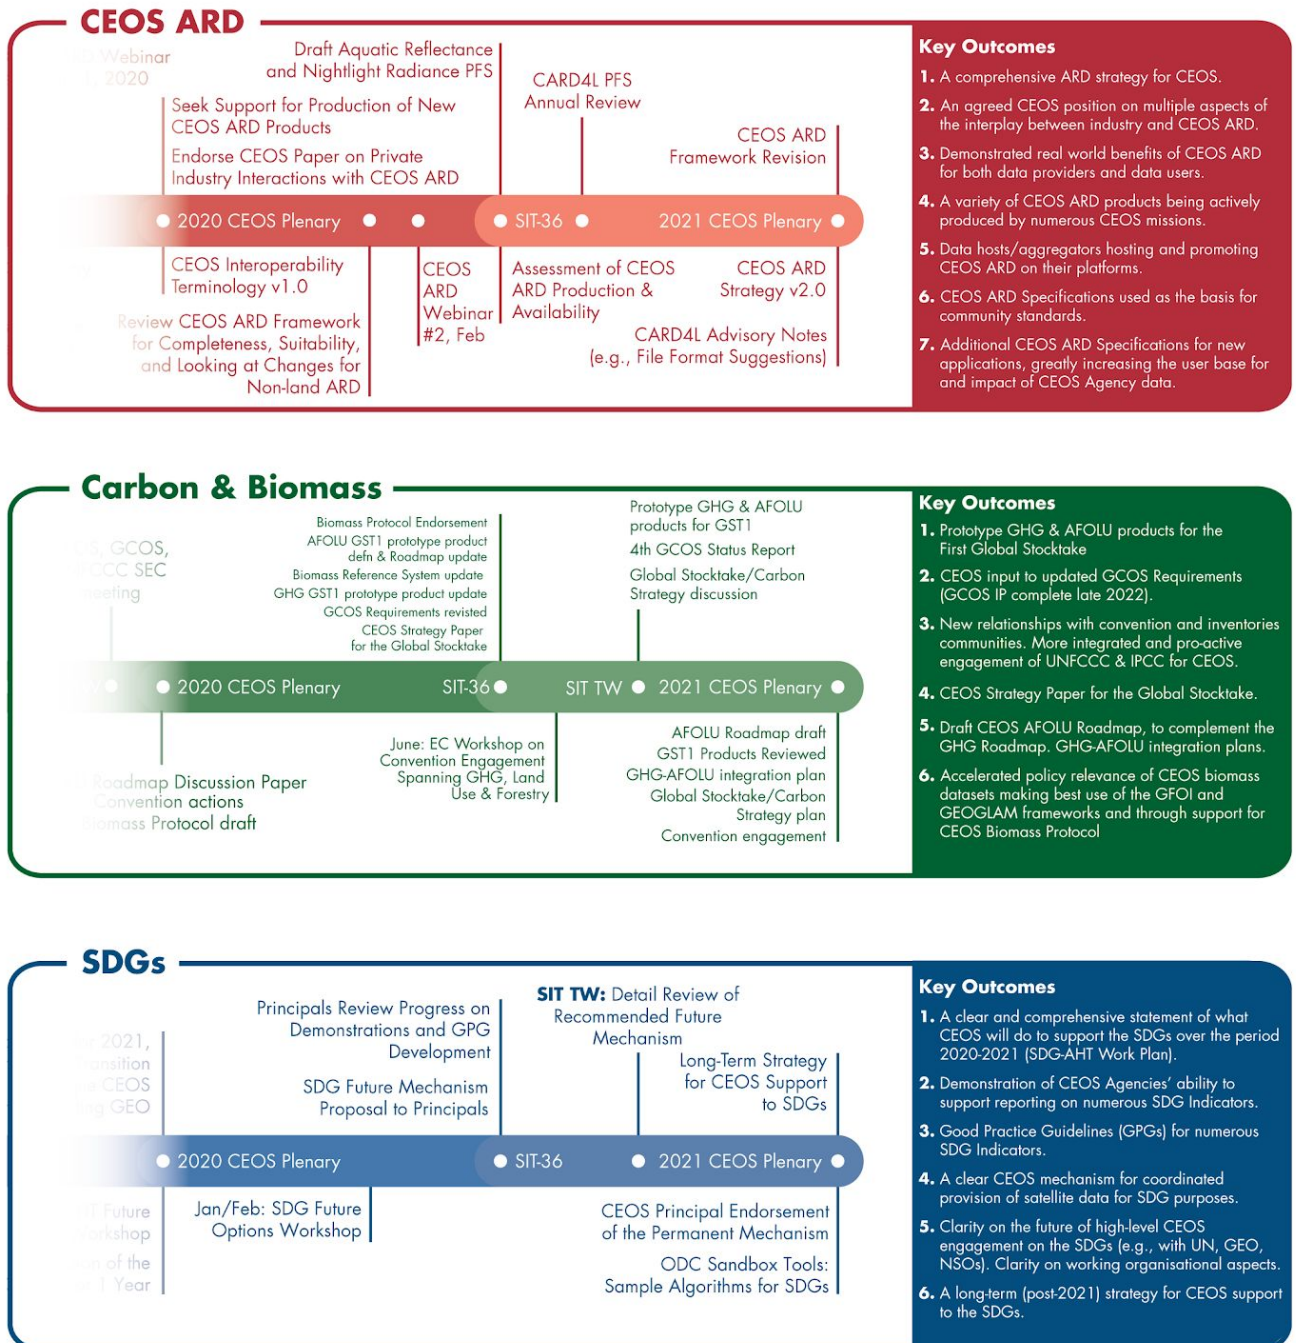 CEOS ARD
Webinar
2020
Draft Aquatic Reflectance
and Nightlight Radiance PFS
Seek Support for Production of New
CEOS ARD Products
Endorse CEOS Paper on Private
Industry Interactions with CEOS ARD
CARD4L PFS
Annual Review
CEOS ARD
Framework Revision
2020 CEOS Plenary
SIT-36
2021 CEOS Plenary
CEOS Interoperability
Terminology v1.0
Review CEOS ARD Framework
for Completeness, Suitability,
and Looking at Changes for
Non-land ARD
CEOS
ARD
Webinar
#2, Feb
Assessment of CEOS
ARD Production &
Availability
CEOS ARD
Strategy v2.0
CARD4L Advisory Notes
(e.g., File Format Suggestions)
Key Outcomes
1. A comprehensive ARD strategy for CEOS.
2. An agreed CEOS position on multiple aspects of
the interplay between industry and CEOS ARD.
3. Demonstrated real world benefits of CEOS ARD
for both data providers and data users.
4. A variety of CEOS ARD products being actively
produced by numerous CEOS missions.
5. Data hosts/aggregators hosting and promoting
CEOS ARD on their platforms.
6. CEOS ARD Specifications used as the basis for
community standards.
7. Additional CEOS ARD Specifications for new
applications, greatly increasing the user base for
and impact of CEOS Agency data.
Carbon & Biomass
GCOS,
SEC
Biomass Protocol Endorsement
AFOLU GST1 prototype product
defn & Roadmap update
Biomass Reference System update
GHG GST1 prototype product update
GCOS Requirements revisted
CEOS Strategy Paper
for the Global Stocktake
Prototype GHG & AFOLU
products for GST1
4th GCOS Status Report
Global Stocktake/Carbon
Strategy discussion
2020 CEOS Plenary
SIT-36
SIT TW
2021 CEOS Plenary
Roadmap Discussion Paper
Convention actions
Biomass Protocol draft
June: EC Workshop on
Convention Engagement
Spanning GHG, Land
Use & Forestry
AFOLU Roadmap draft
GST1 Products Reviewed
GHG-AFOLU integration plan
Global Stocktake/Carbon
Strategy plan
Convention engagement
Key Outcomes
1. Prototype GHG & AFOLU products for the
First Global Stocktake
2. CEOS input to updated GCOS Requirements
(GCOS IP complete late 2022).
3. New relationships with convention and inventories
communities. More integrated and pro-active
engagement of UNFCCC & IPCC for CEOS.
4. CEOS Strategy Paper for the Global Stocktake.
5. Draft CEOS AFOLU Roadmap, to complement the
GHG Roadmap. GHG-AFOLU integration plans.
6. Accelerated policy relevance of CEOS biomass
datasets making best use of the GFOI and
GEOGLAM frameworks and through support for
CEOS Biomass Protocol
SDGs
2021,
CEOS
GEO
Principals Review Progress on
Demonstrations and GPG
Development
SDG Future Mechanism
Proposal to Principals
SIT TW: Detail Review of
Recommended Future
Mechanism
Long-Term Strategy
for CEOS Support
to SDGs
2020 CEOS Plenary
SIT-36
2021 CEOS Plenary
Future
Workshop
of the
1 Year
Jan/Feb: SDG Future
Options Workshop
CEOS Principal Endorsement
of the Permanent Mechanism
ODC Sandbox Tools:
Sample Algorithms for SDGs
Key Outcomes
1. A clear and comprehensive statement of what
CEOS will do to support the SDGs over the period
2020-2021 (SDG-AHT Work Plan).
2. Demonstration of CEOS Agencies’ ability to
support reporting on numerous SDG Indicators.
3. Good Practice Guidelines (GPGs) for numerous
SDG Indicators.
4. A clear CEOS mechanism for coordinated
provision of satellite data for SDG purposes.
5. Clarity on the future of high-level CEOS
engagement on the SDGs (e.g., with UN, GEO,
NSOs). Clarity on working organisational aspects.
6. A long-term (post-2021) strategy for CEOS support
to the SDGs.